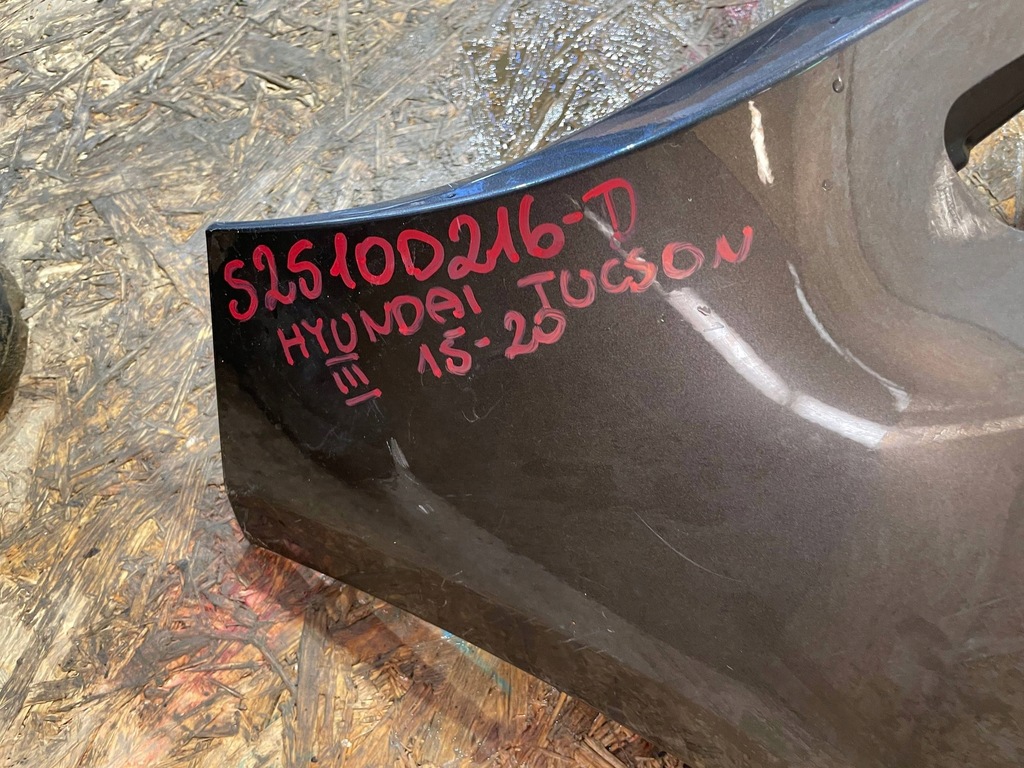 S2510D216-D
HYUNDAI TUCSON
III 15-20